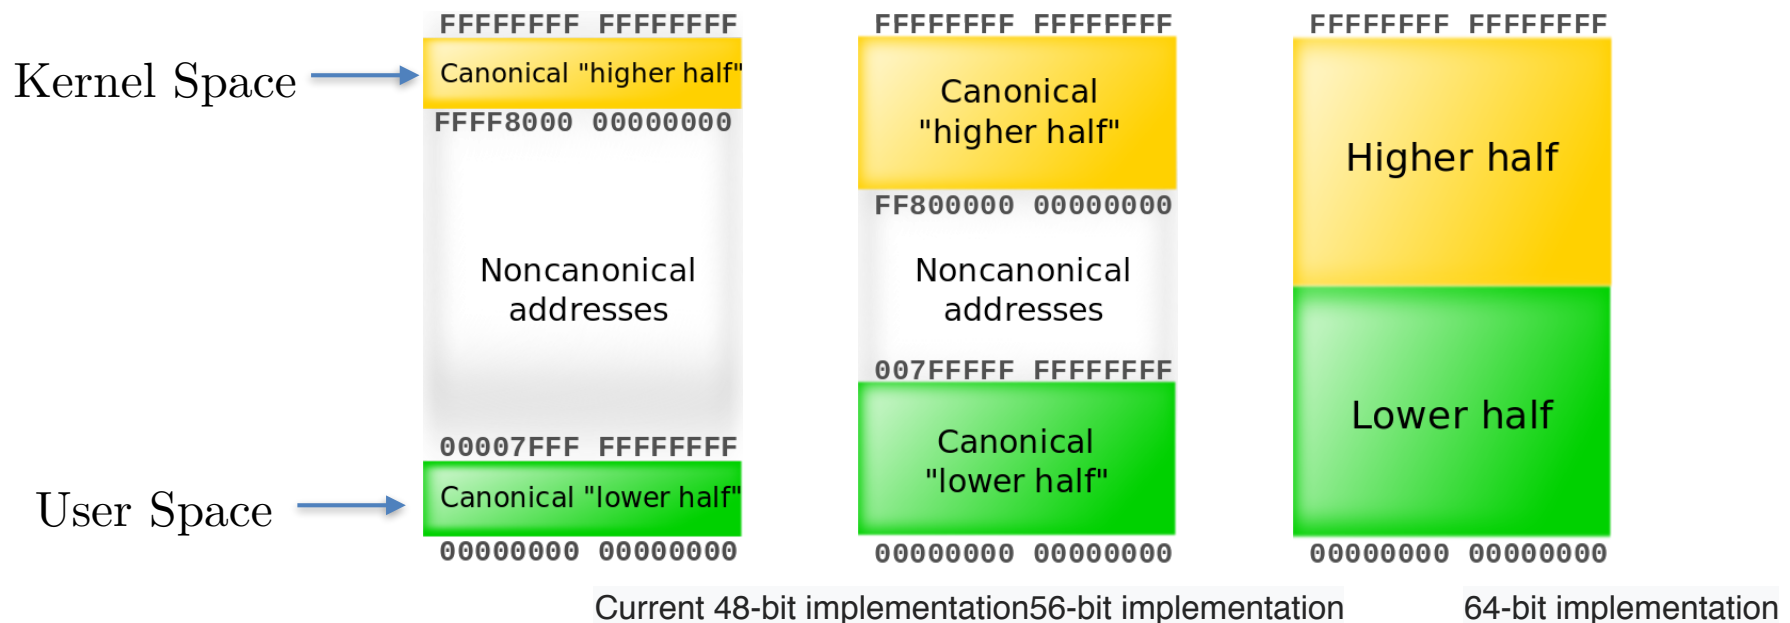 FFFFFFFF FFFFFFFF
Kernel Space
Canonical "higher half"
FFFF8000 00000000
Noncanonical
addresses
00007FFF FFFFFFFF
User Space
Canonical "lower half"
00000000 00000000
FFFFFFFF FFFFFFFF
Canonical
"higher half"
FF800000 00000000
Noncanonical
addresses
007FFFFF FFFFFFFF
Canonical
"lower half"
00000000 00000000
FFFFFFFF FFFFFFFF
Higher half
Lower half
00000000 00000000
Current 48-bit implementation56-bit implementation 64-bit implementation